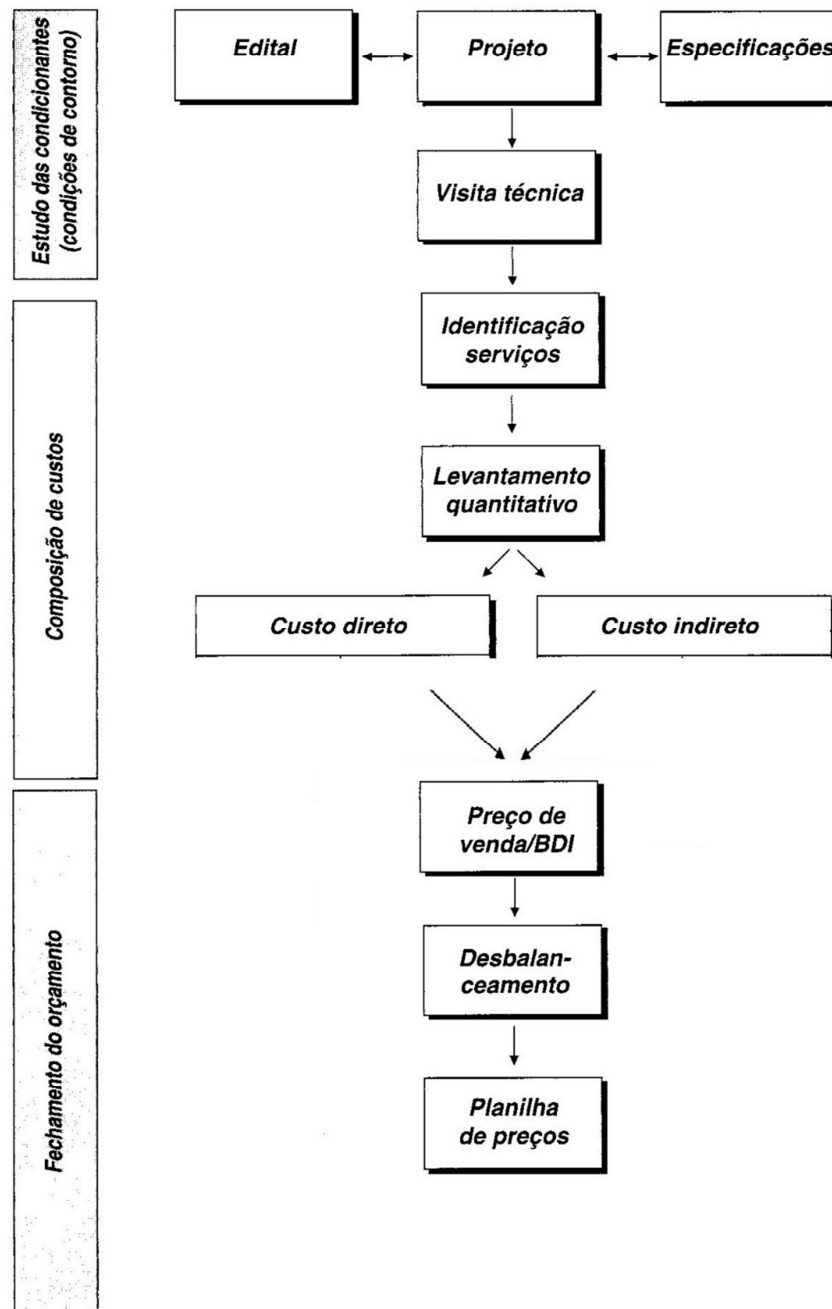 Estudo das condicionantes
(condições de contorno)
Edital
Projeto
Especificações
Visita técnica
Identificação
serviços
Levantamento
quantitativo
Composição de custos
Custo direto
Custo indireto
Preço de
venda/BDI
Desbalan-
ceamento
Planilha
de preços
Fechamento do orçamento